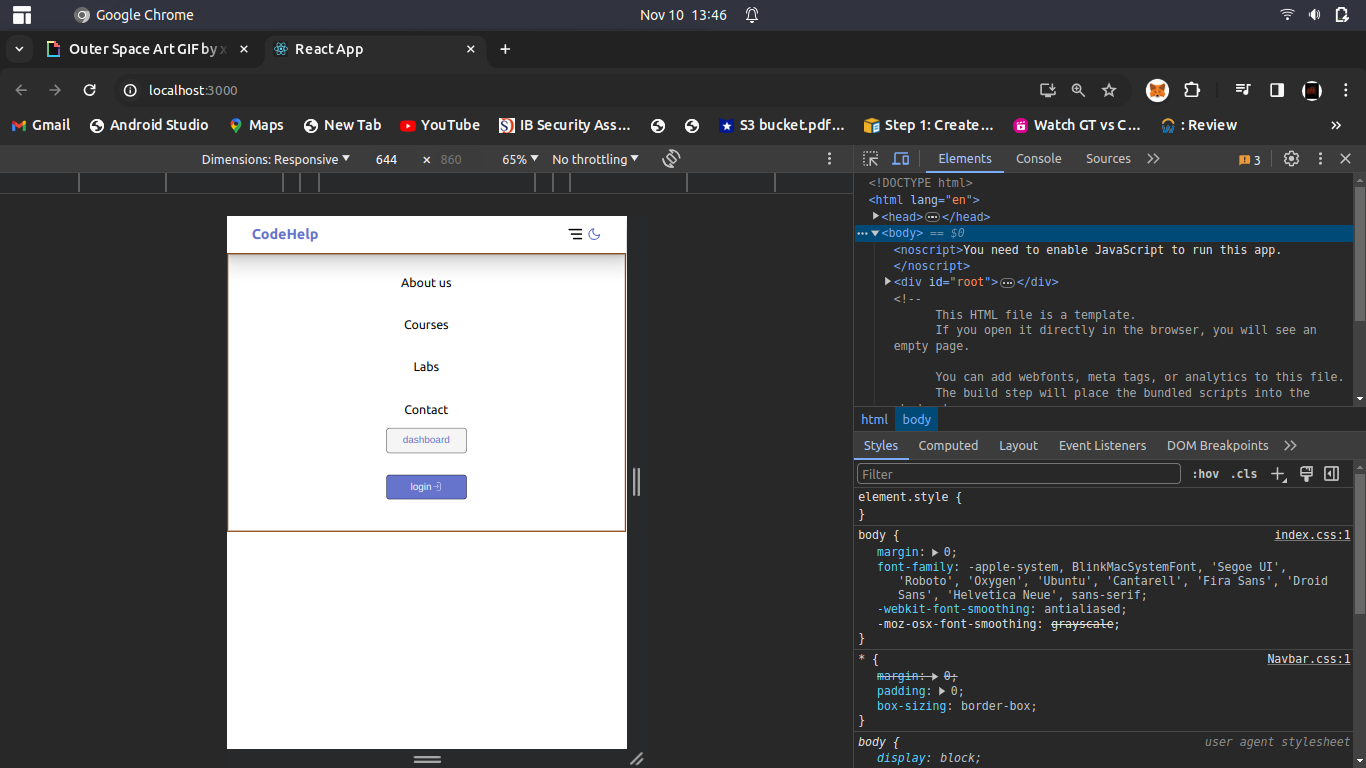 Google Chrome
Nov 10 13:46
Outer Space Art GIF by x
React App
localhost:3000
Gmail
Android Studio
Maps
New Tab
YouTube
IB Security Ass...
S3 bucket.pdf...
Step 1: Create...
Watch GT vs C...
: Review
»
Dimensions: Responsive
644
×
860
65%
No throttling
Elements
Console
Sources
3
<!DOCTYPE html>
<html lang="en">
<head> ⋯ </head>
<body> == $0
<noscript>You need to enable JavaScript to run this app.
</noscript>
<div id="root"> ⋯ </div>
<!--
This HTML file is a template.
If you open it directly in the browser, you will see an
empty page.
You can add webfonts, meta tags, or analytics to this file.
The build step will place the bundled scripts into the
html
body
Styles
Computed
Layout
Event Listeners
DOM Breakpoints
Filter
:hov
.cls
element.style {
}
body {
index.css:1
margin: 0;
font-family: -apple-system, BlinkMacSystemFont, 'Segoe UI',
'Roboto', 'Oxygen', 'Ubuntu', 'Cantarell', 'Fira Sans', 'Droid
Sans', 'Helvetica Neue', sans-serif;
-webkit-font-smoothing: antialiased;
-moz-osx-font-smoothing: grayscale;
}
* {
Navbar.css:1
margin: 0;
padding: 0;
box-sizing: border-box;
}
body {
user agent stylesheet
display: block;
CodeHelp
About us
Courses
Labs
Contact
dashboard
login